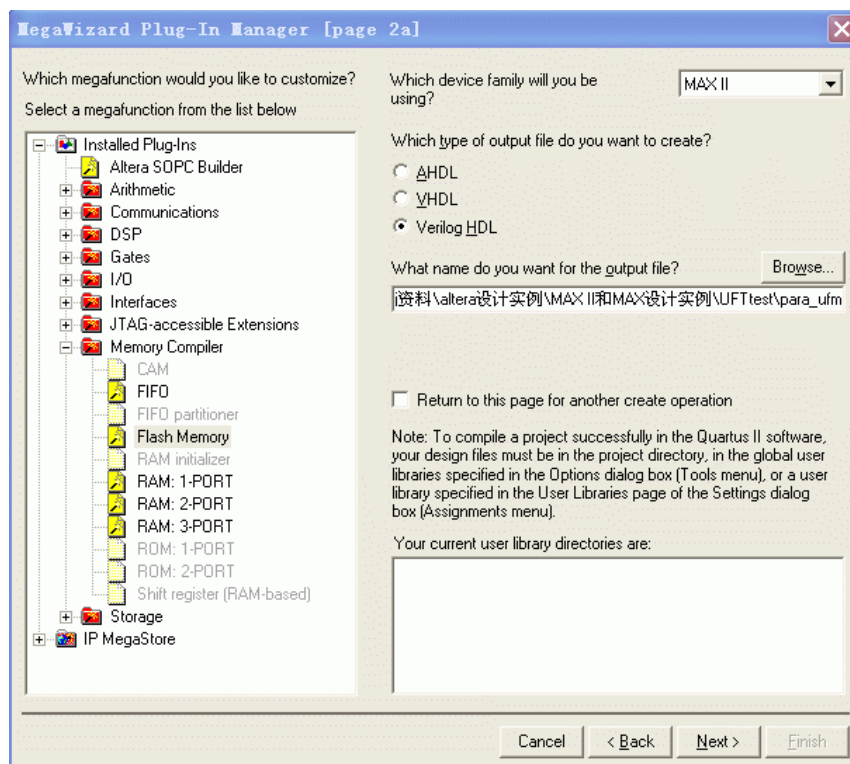 MegaWizard Plug-In Manager [page 2a]
Which megafunction would you like to customize?
Select a megafunction from the list below
Installed Plug-Ins
Altera SOPC Builder
Arithmetic
Communications
DSP
Gates
I/O
Interfaces
JTAG-accessible Extensions
Memory Compiler
CAM
FIFO
FIFO partitioner
Flash Memory
RAM initializer
RAM: 1-PORT
RAM: 2-PORT
RAM: 3-PORT
ROM: 1-PORT
ROM: 2-PORT
Shift register (RAM-based)
Storage
IP MegaStore
Which device family will you be
using?
MAX II
Which type of output file do you want to create?
AHDL
VHDL
Verilog HDL
What name do you want for the output file?
Browse...
资料\altera设计实例\MAX II和MAX设计实例\UFTtest\para_ufm
Return to this page for another create operation
Note: To compile a project successfully in the Quartus II software,
your design files must be in the project directory, in the global user
libraries specified in the Options dialog box (Tools menu), or a user
library specified in the User Libraries page of the Settings dialog
box (Assignments menu).
Your current user library directories are:
Cancel
< Back
Next >
Finish